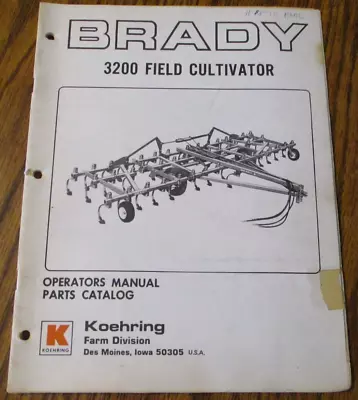 BRADY
3200 FIELD CULTIVATOR
OPERATORS MANUAL
PARTS CATALOG
K
KOEHRING
Koehring
Farm Division
Des Moines, Iowa 50305 U.S.A.